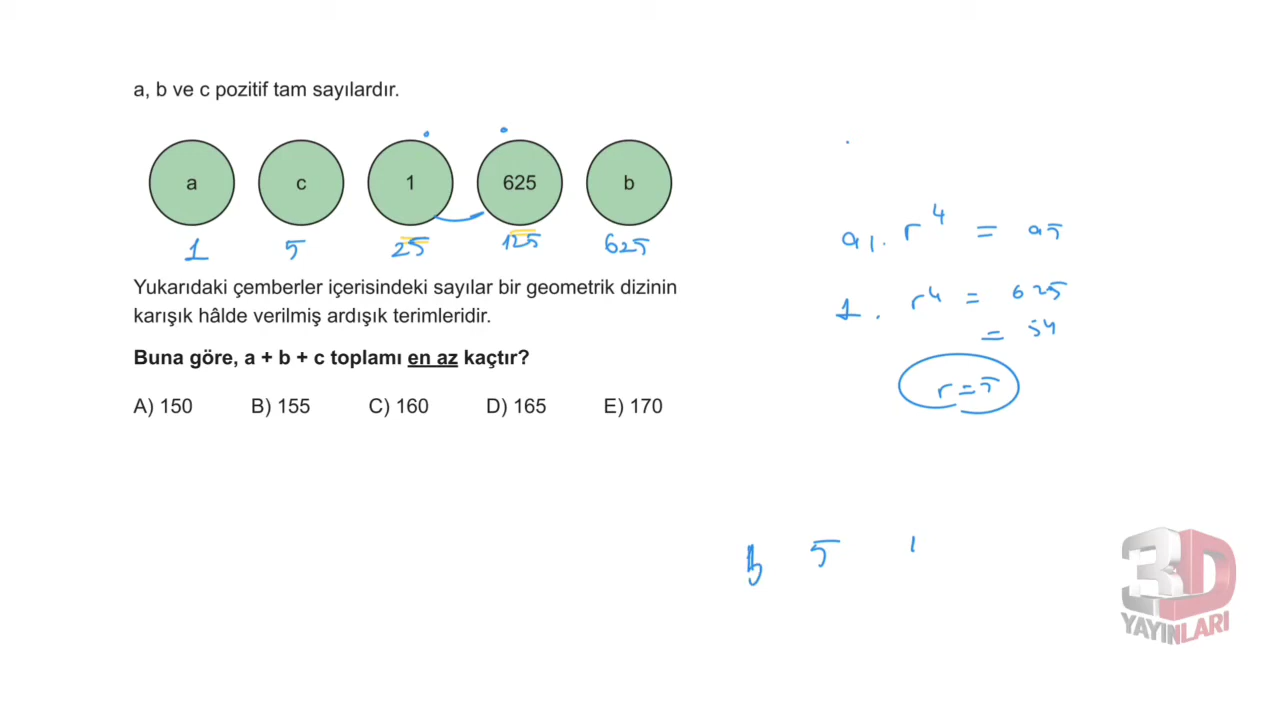 a, b ve c pozitif tam sayılardır.
a c 1 625 b
1 5 25 125 625
Yukarıdaki çemberler içerisindeki sayılar bir geometrik dizinin
karışık hâlde verilmiş ardışık terimleridir.
Buna göre, a + b + c toplamı en az kaçtır?
A) 150 B) 155 C) 160 D) 165 E) 170
a1. r⁴ = a5
1. r⁴ = 625
= 5⁴
r = 5
5 1
3D
YAYINLARI